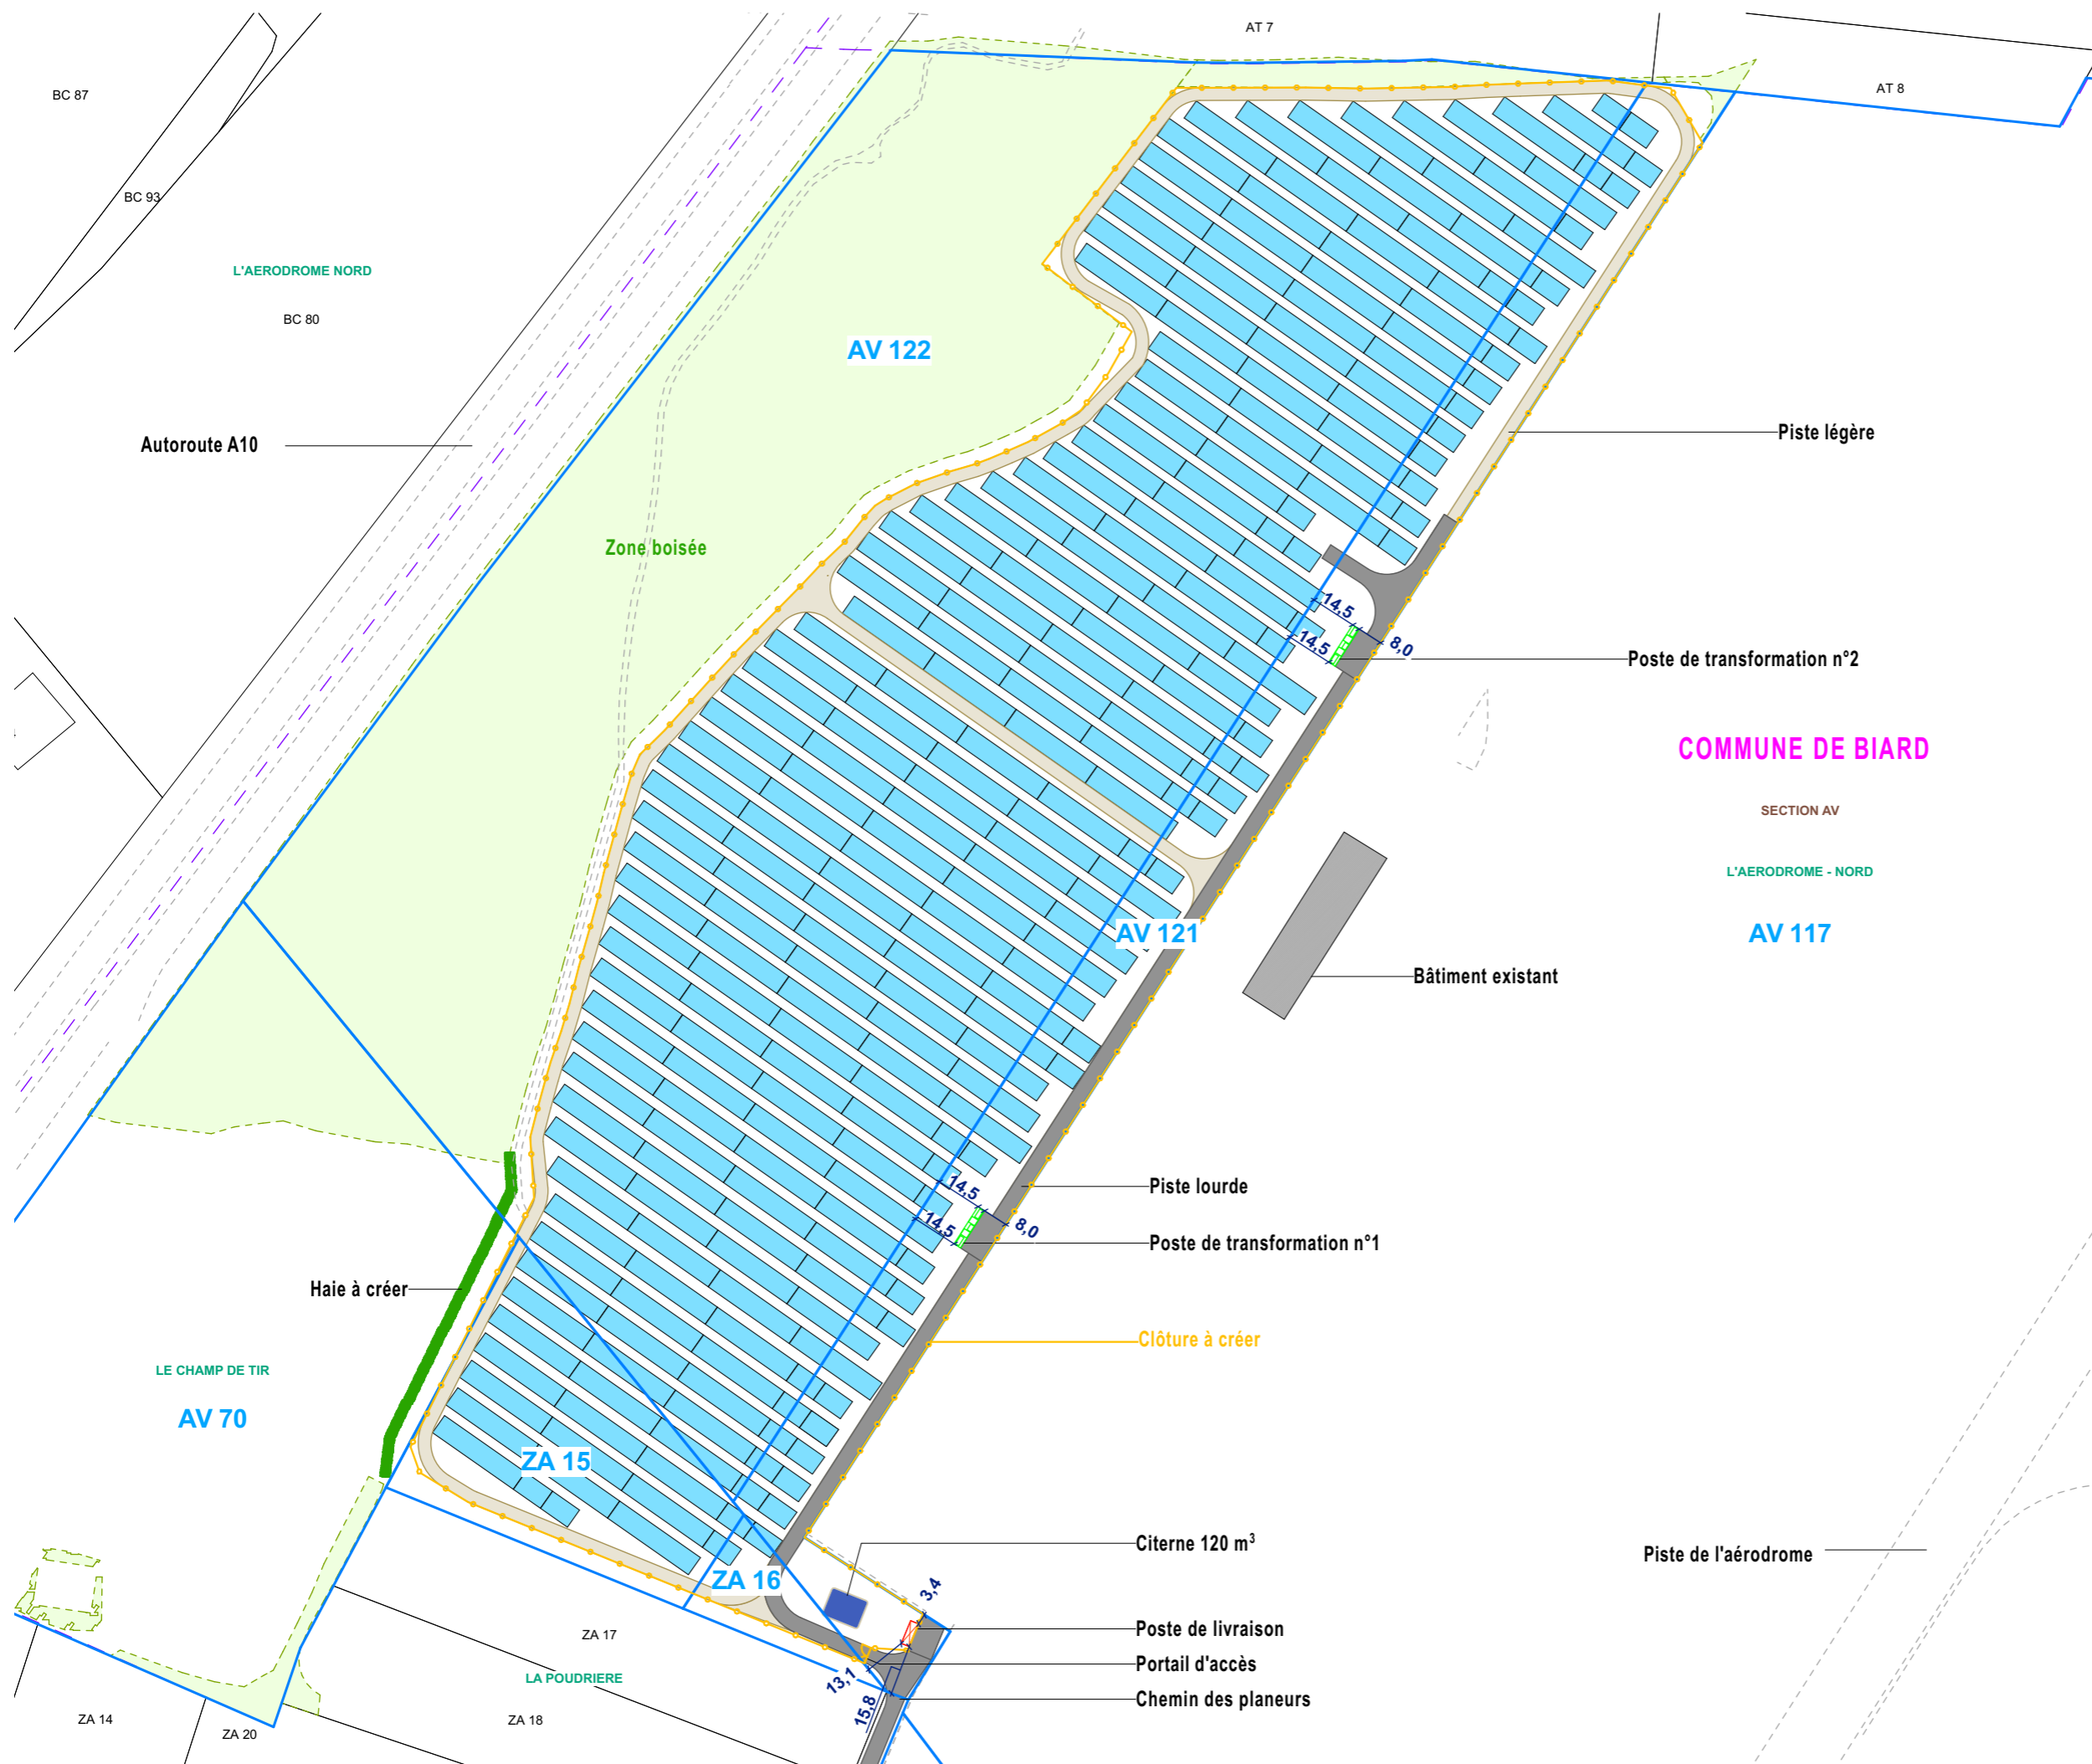 AT 7
BC 87
AT 8
BC 93
L'AERODROME NORD
BC 80
AV 122
Autoroute A10
Piste légère
Zone boisée
14,5
14,5
8,0
Poste de transformation n°2
COMMUNE DE BIARD
SECTION AV
L'AERODROME - NORD
AV 121
AV 117
Bâtiment existant
Piste lourde
14,5
14,5
8,0
Poste de transformation n°1
Haie à créer
Clôture à créer
LE CHAMP DE TIR
AV 70
ZA 15
Citerne 120 m³
Piste de l'aérodrome
ZA 16
3,4
Poste de livraison
ZA 17
Portail d'accès
LA POUDRIERE
13,1
Chemin des planeurs
15,8
ZA 14
ZA 18
ZA 20